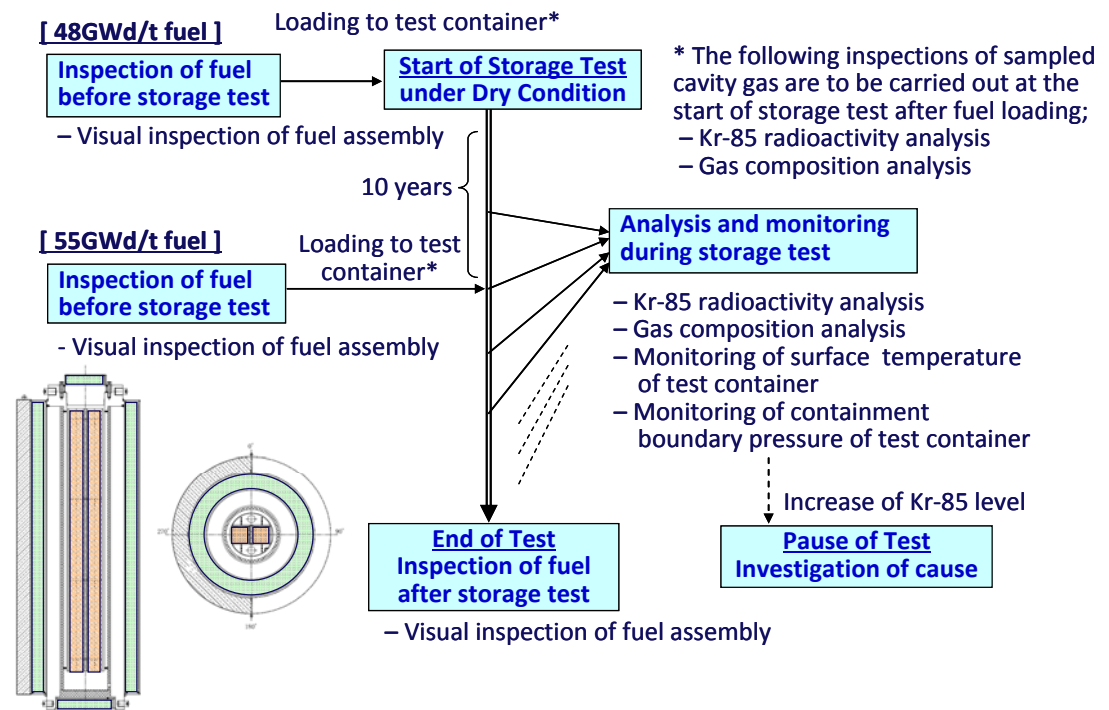 [ 48GWd/t fuel ]
Loading to test container*
Inspection of fuel
before storage test
– Visual inspection of fuel assembly
Start of Storage Test
under Dry Condition
* The following inspections of sampled
cavity gas are to be carried out at the
start of storage test after fuel loading;
– Kr-85 radioactivity analysis
– Gas composition analysis
10 years
[ 55GWd/t fuel ]
Inspection of fuel
before storage test
- Visual inspection of fuel assembly
Loading to test
container*
Analysis and monitoring
during storage test
– Kr-85 radioactivity analysis
– Gas composition analysis
– Monitoring of surface temperature
of test container
– Monitoring of containment
boundary pressure of test container
Increase of Kr-85 level
Pause of Test
Investigation of cause
End of Test
Inspection of fuel
after storage test
– Visual inspection of fuel assembly